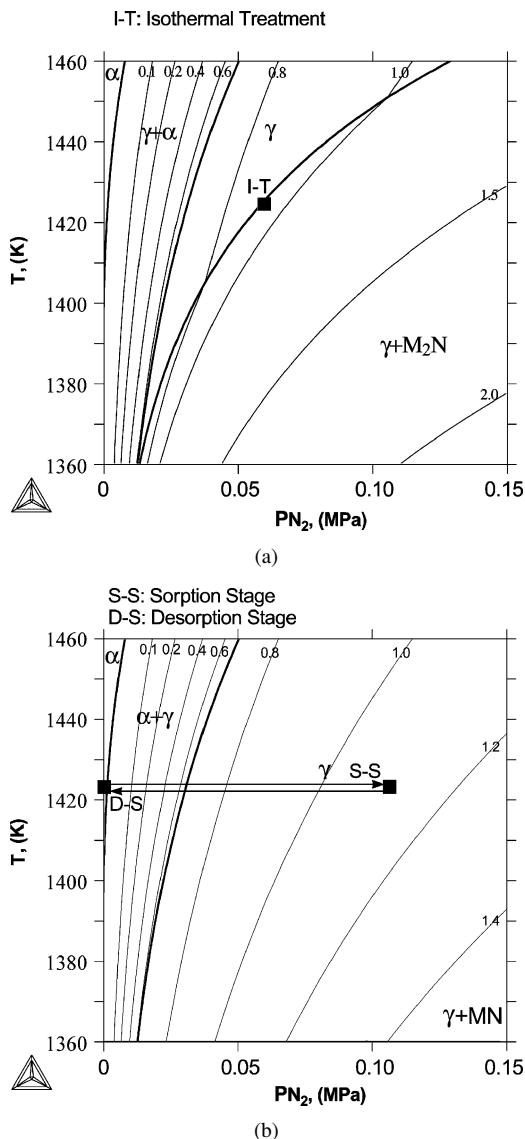 I-T: Isothermal Treatment
1460
1440
1420
1400
1380
1360
T, (K)
α
0.1
0.2
0.4
0.6
0.8
1.0
γ+α
γ
I-T
1.5
γ+M₂N
2.0
0
0.05
0.10
0.15
PN₂, (MPa)
(a)
S-S: Sorption Stage
D-S: Desorption Stage
1460
1440
1420
1400
1380
1360
T, (K)
α
0.1
0.2
0.4
0.6
0.8
1.0
α+γ
1.2
γ
S-S
D-S
1.4
γ+MN
0
0.05
0.10
0.15
PN₂, (MPa)
(b)